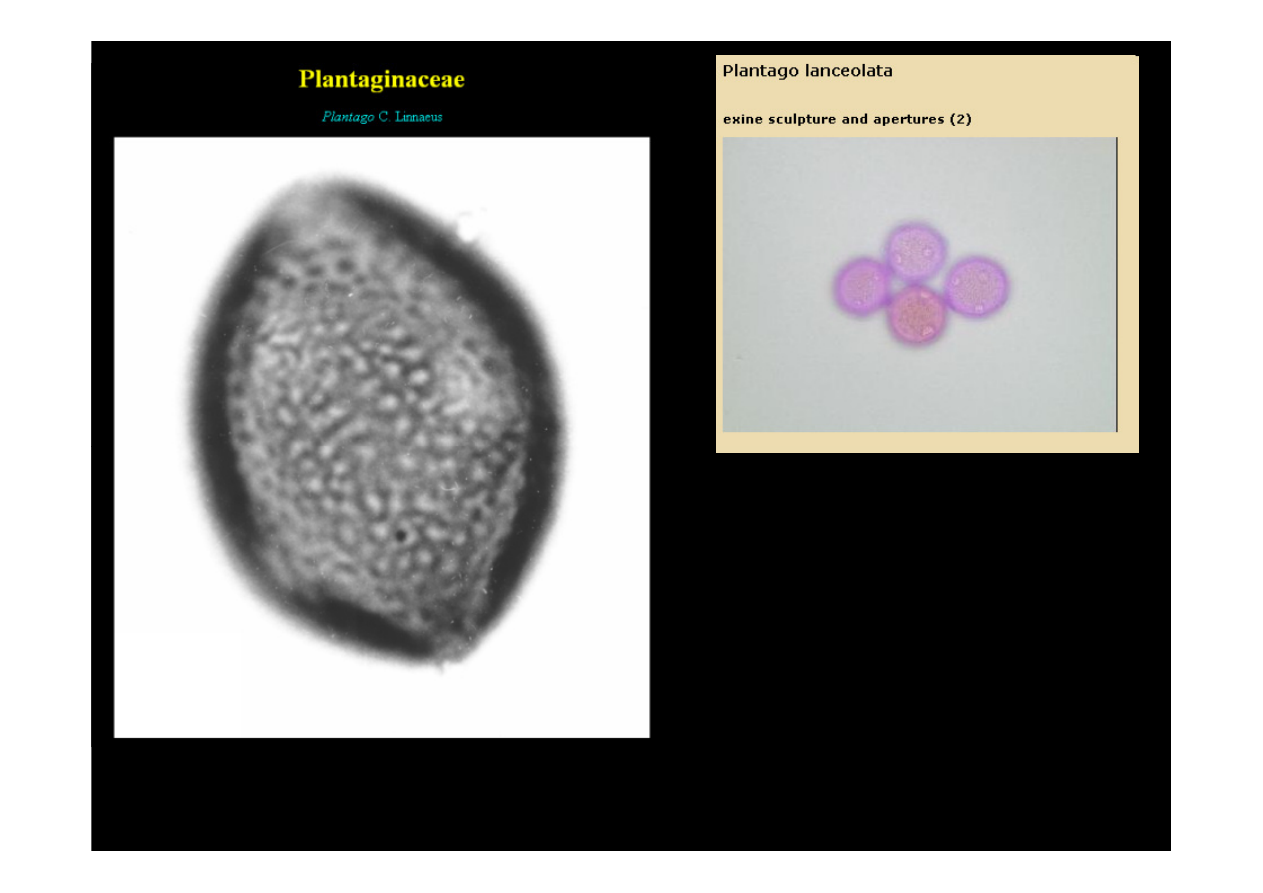 Plantaginaceae
Plantago C. Linnaeus
Plantago lanceolata
exine sculpture and apertures (2)